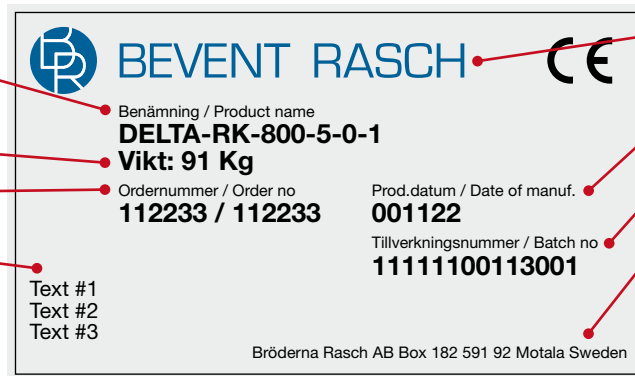 BR BEVENT RASCH CE
Benämning / Product name
DELTA-RK-800-5-0-1
Vikt: 91 Kg
Ordernummer / Order no
112233 / 112233
Prod.datum / Date of manuf.
001122
Tillverkningsnummer / Batch no
11111100113001
Text #1
Text #2
Text #3
Bröderna Rasch AB Box 182 591 92 Motala Sweden